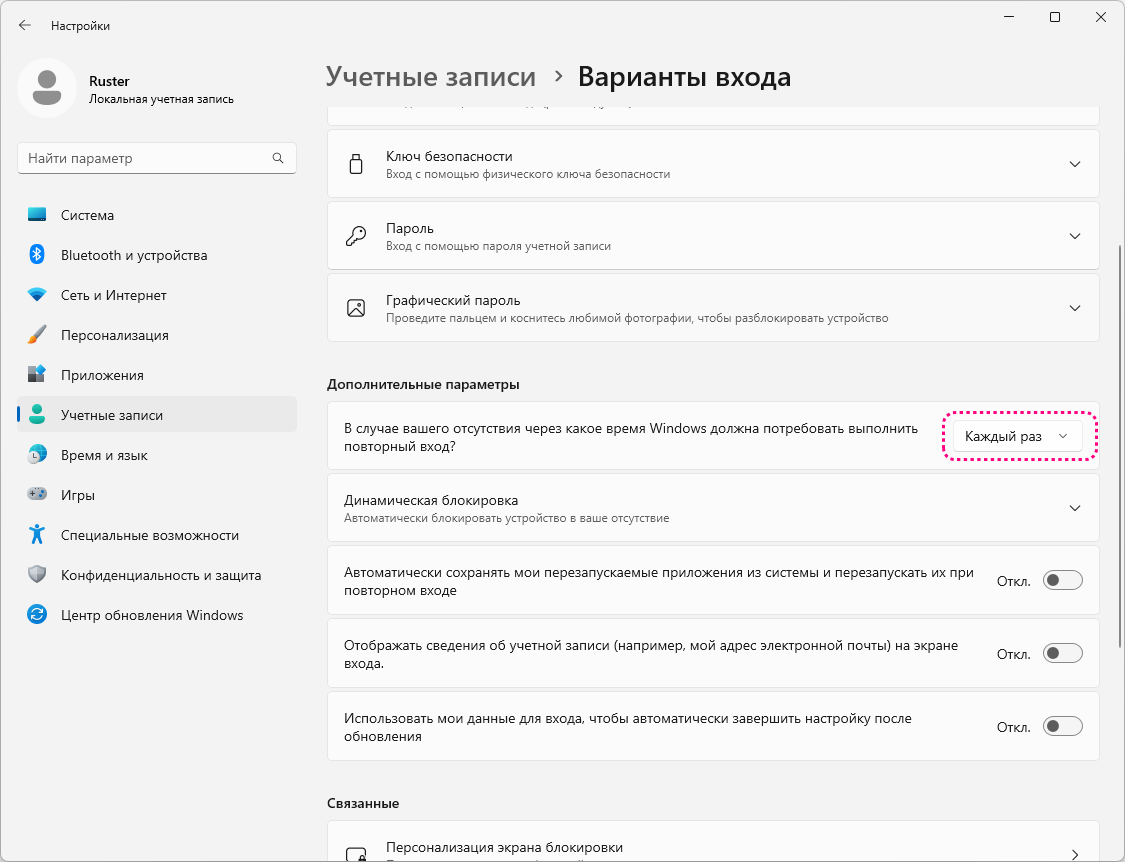 Настройки
Ruster
Локальная учетная запись
Найти параметр
Система
Bluetooth и устройства
Сеть и Интернет
Персонализация
Приложения
Учетные записи
Время и язык
Игры
Специальные возможности
Конфиденциальность и защита
Центр обновления Windows
Учетные записи > Варианты входа
Ключ безопасности
Вход с помощью физического ключа безопасности
Пароль
Вход с помощью пароля учетной записи
Графический пароль
Проведите пальцем и коснитесь любимой фотографии, чтобы разблокировать устройство
Дополнительные параметры
В случае вашего отсутствия через какое время Windows должна потребовать выполнить
повторный вход?
Каждый раз
Динамическая блокировка
Автоматически блокировать устройство в ваше отсутствие
Автоматически сохранять мои перезапускаемые приложения из системы и перезапускать их при
повторном входе
Откл.
Отображать сведения об учетной записи (например, мой адрес электронной почты) на экране
входа.
Откл.
Использовать мои данные для входа, чтобы автоматически завершить настройку после
обновления
Откл.
Связанные
Персонализация экрана блокировки